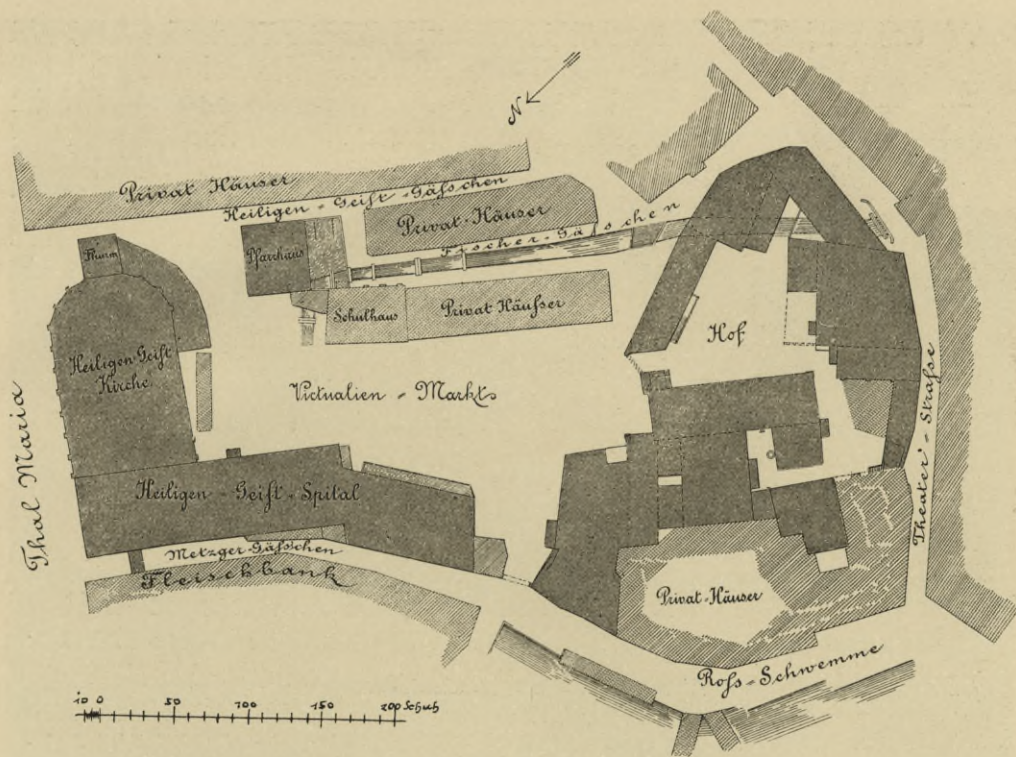 N
Privat Häuser
Heiligen-Geist-Gäßchen
Privat-Häuser
Fischer-Gäßchen
Thurm
Pfarrhaus
Schulhaus
Privat Häußer
Hof
Heiligen-Geist
Kirche
Victualien-Markts
Thal Maria
Heiligen-Geist-Spital
Theater-Straße
Metzger-Gäßchen
Fleischbank
Privat-Häuser
Roß-Schwemme
10 0 50 100 150 200 Schuh